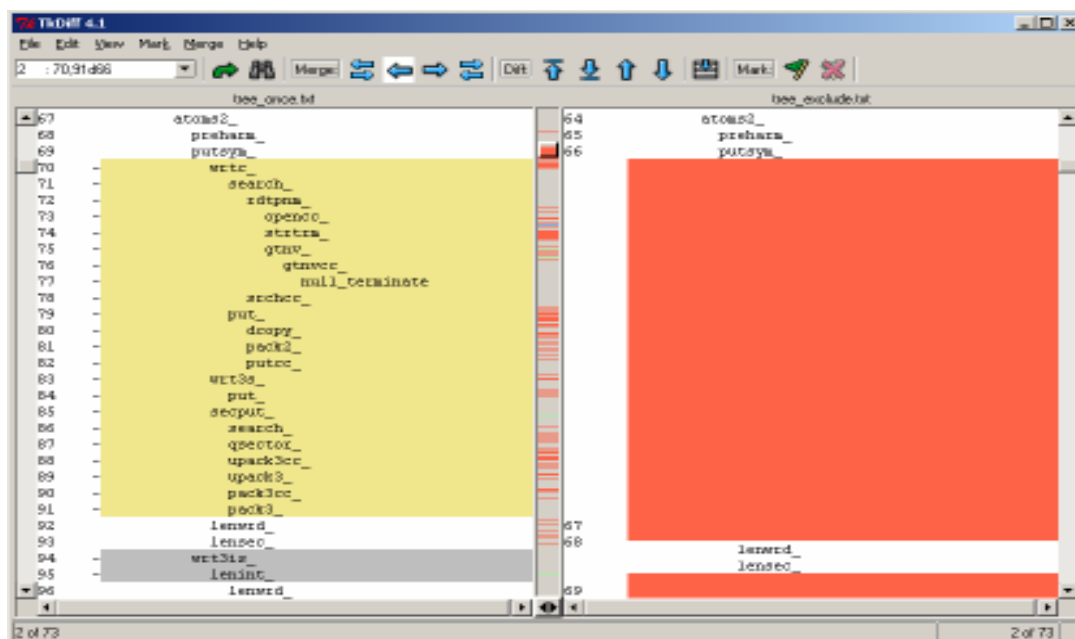 TkDiff 4.1
File Edit View Mark Merge Help
2 : 70,91d66 Merge: Diff: Mark:
tree_once.txt tree_exclude.txt
67 atoms2_ 64 atoms2_
68 preharm_ 65 preharm_
69 putsym_ 66 putsym_
70 - wrtc_
71 - search_
72 - rdtpnm_
73 - opencc_
74 - strtrm_
75 - gtnv_
76 - gtnvcc_
77 - null_terminate
78 - srchcc_
79 - put_
80 - dcopy_
81 - pack2_
82 - putcc_
83 - wrt3s_
84 - put_
85 - secput_
86 - search_
87 - qsector_
88 - upack3cc_
89 - upack3_
90 - pack3cc_
91 - pack3_
92 lenwrd_ 67
93 lensec_ 68 lenwrd_
94 - wrt3is_ lensec_
95 - lenint_
96 lenwrd_ 69
2 of 73 2 of 73